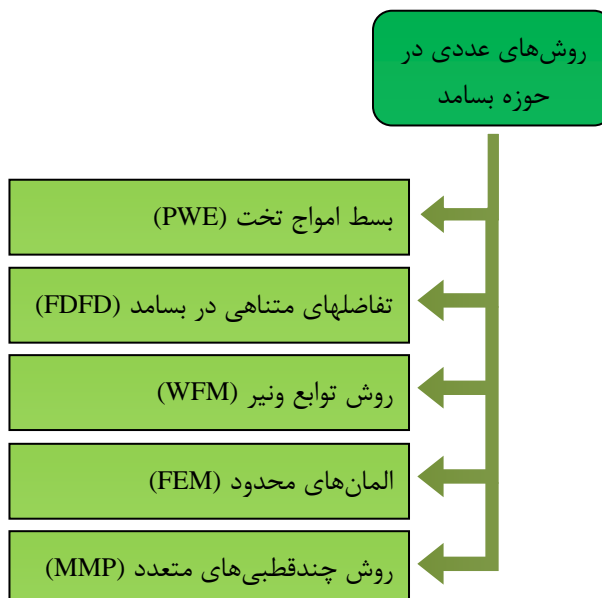 روش‌های عددی در
حوزه بسامد
بسط امواج تخت (PWE)
تفاضلهای متناهی در بسامد (FDFD)
روش توابع ونیر (WFM)
المان‌های محدود (FEM)
روش چندقطبی‌های متعدد (MMP)